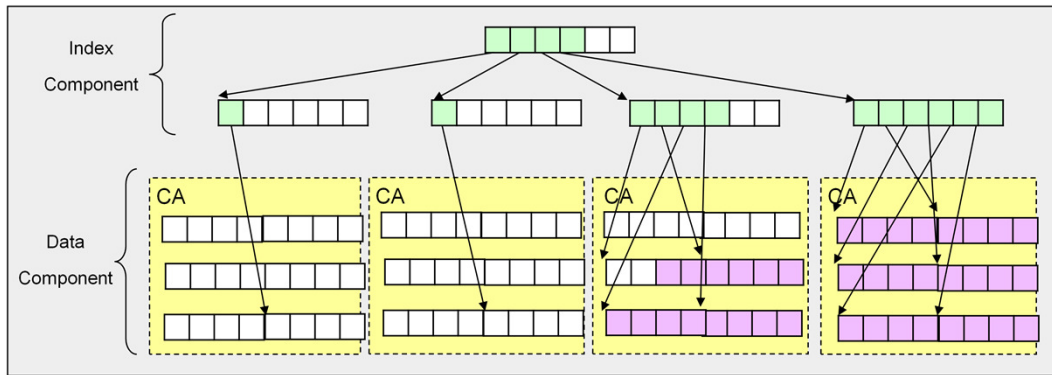 Index
Component
Data
Component
CA
CA
CA
CA